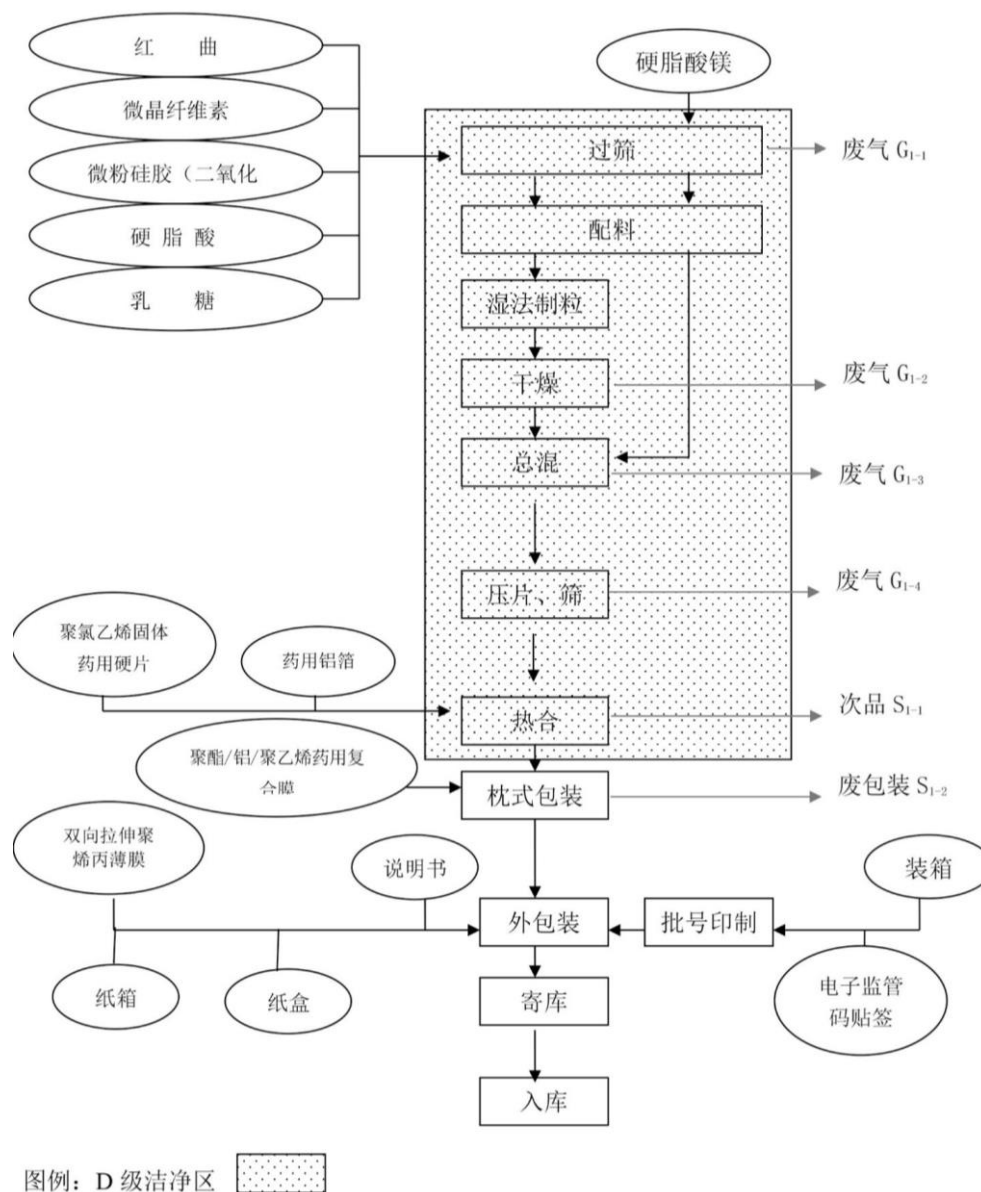 红 曲
微晶纤维素
微粉硅胶（二氧化
硬 脂 酸
乳 糖
硬脂酸镁
过筛
废气 G₁₋₁
配料
湿法制粒
干燥
废气 G₁₋₂
总混
废气 G₁₋₃
压片、筛
废气 G₁₋₄
聚氯乙烯固体
药用硬片
药用铝箔
热合
次品 S₁₋₁
聚酯/铝/聚乙烯药用复
合膜
枕式包装
废包装 S₁₋₂
双向拉伸聚
烯丙薄膜
说明书
装箱
外包装
批号印制
纸箱
纸盒
电子监管
码贴签
寄库
入库
图例：D 级洁净区